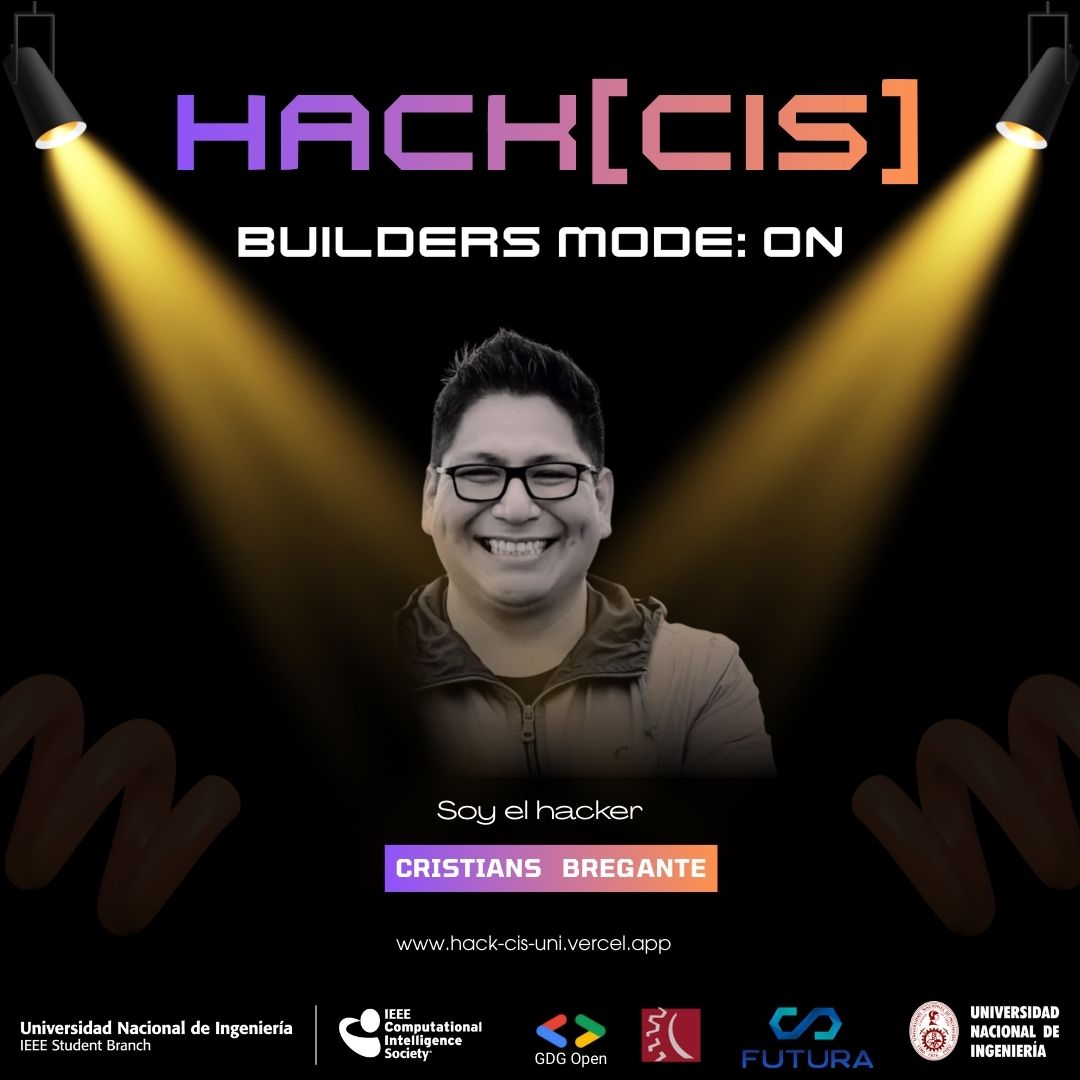 HACK[CIS]
BUILDERS MODE: ON
Soy el hacker
CRISTIANS BREGANTE
www.hack-cis-uni.vercel.app
Universidad Nacional de Ingeniería
IEEE Student Branch
IEEE
Computational
Intelligence
Society
GDG Open
FUTURA
UNIVERSIDAD
NACIONAL DE
INGENIERÍA